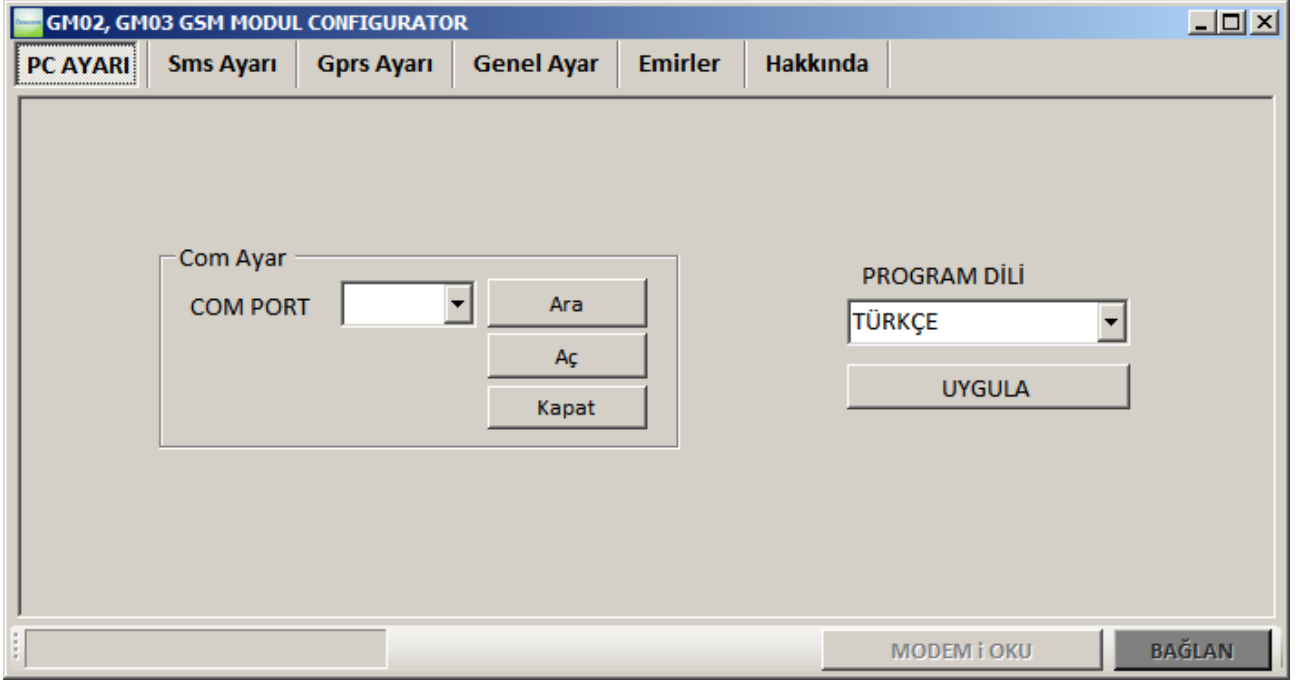 GM02, GM03 GSM MODUL CONFIGURATOR
PC AYARI Sms Ayarı Gprs Ayarı Genel Ayar Emirler Hakkında
Com Ayar
COM PORT
Ara
Aç
Kapat
PROGRAM DİLİ
TÜRKÇE
UYGULA
MODEM i OKU
BAĞLAN